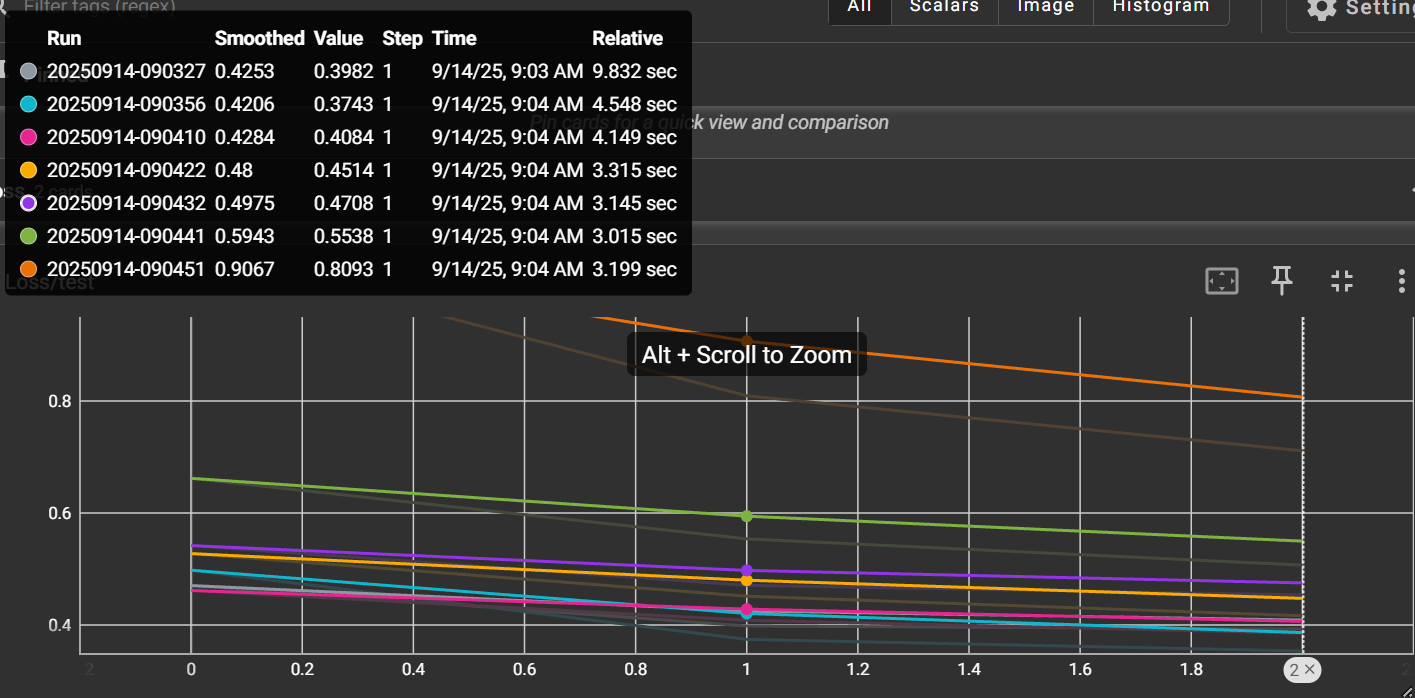 Filter tags (regex)
All Scalars Image Histogram Settin
Run Smoothed Value Step Time Relative
20250914-090327 0.4253 0.3982 1 9/14/25, 9:03 AM 9.832 sec
20250914-090356 0.4206 0.3743 1 9/14/25, 9:04 AM 4.548 sec
Pin cards for a quick view and comparison
20250914-090410 0.4284 0.4084 1 9/14/25, 9:04 AM 4.149 sec
20250914-090422 0.48 0.4514 1 9/14/25, 9:04 AM 3.315 sec
2 cards
20250914-090432 0.4975 0.4708 1 9/14/25, 9:04 AM 3.145 sec
20250914-090441 0.5943 0.5538 1 9/14/25, 9:04 AM 3.015 sec
20250914-090451 0.9067 0.8093 1 9/14/25, 9:04 AM 3.199 sec
Loss/test
Alt + Scroll to Zoom
0.8
0.6
0.4
2 0 0.2 0.4 0.6 0.8 1 1.2 1.4 1.6 1.8 2 × 2